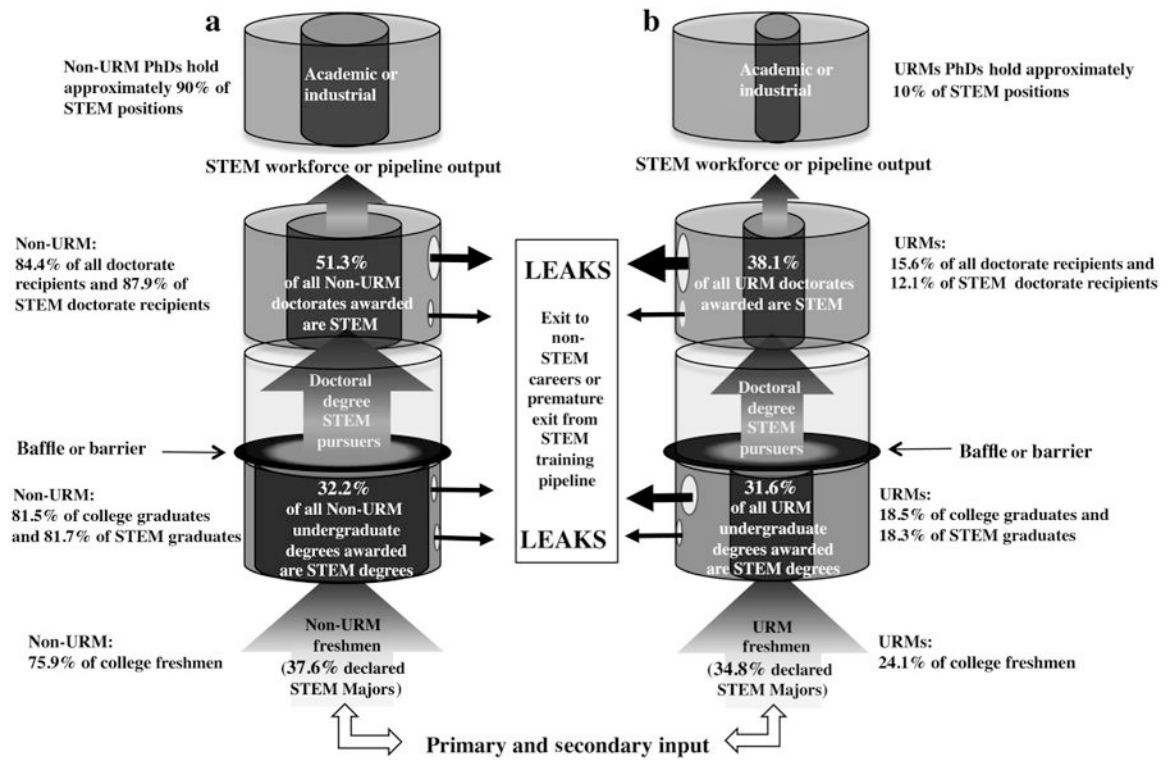 a
Non-URM PhDs hold
approximately 90% of
STEM positions
Academic or
industrial
b
Academic or
industrial
URMs PhDs hold approximately
10% of STEM positions
STEM workforce or pipeline output
STEM workforce or pipeline output
Non-URM:
84.4% of all doctorate
recipients and 87.9% of
STEM doctorate recipients
51.3%
of all Non-URM
doctorates awarded
are STEM
LEAKS
Exit to
non-
STEM
careers or
premature
exit from
STEM
training
pipeline
LEAKS
38.1%
of all URM doctorates
awarded are STEM
URMs:
15.6% of all doctorate recipients and
12.1% of STEM doctorate recipients
Doctoral
degree
STEM
pursuers
Doctoral
degree
STEM
pursuers
Baffle or barrier
Baffle or barrier
Non-URM:
81.5% of college graduates
and 81.7% of STEM graduates
32.2%
of all Non-URM
undergraduate
degrees awarded
are STEM degrees
31.6%
of all URM
undergraduate
degrees awarded
are STEM degrees
URMs:
18.5% of college graduates and
18.3% of STEM graduates
Non-URM:
75.9% of college freshmen
Non-URM
freshmen
(37.6% declared
STEM Majors)
URM
freshmen
(34.8% declared
STEM Majors)
URMs:
24.1% of college freshmen
Primary and secondary input